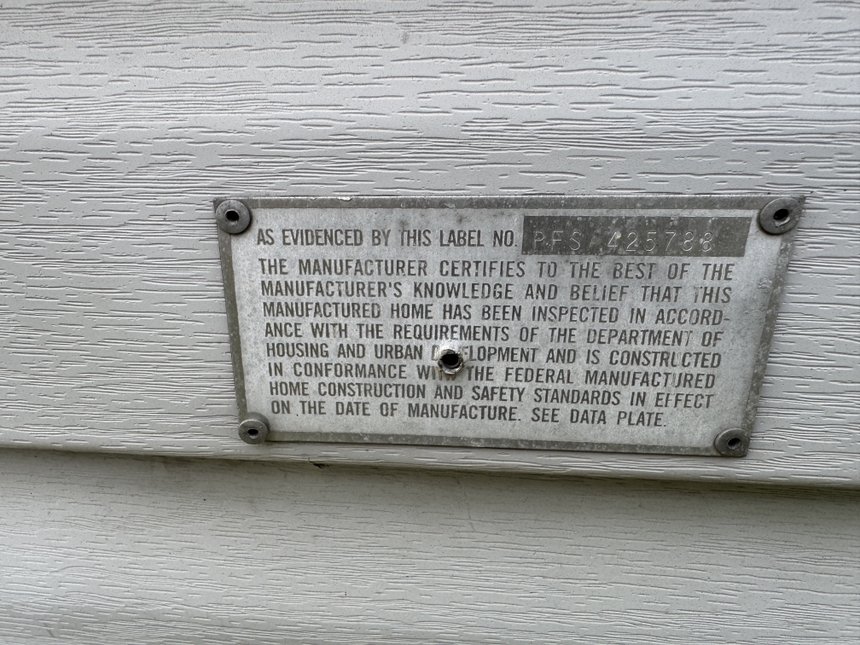 AS EVIDENCED BY THIS LABEL NO. PFS 425788
THE MANUFACTURER CERTIFIES TO THE BEST OF THE
MANUFACTURER'S KNOWLEDGE AND BELIEF THAT THIS
MANUFACTURED HOME HAS BEEN INSPECTED IN ACCORD-
ANCE WITH THE REQUIREMENTS OF THE DEPARTMENT OF
HOUSING AND URBAN DEVELOPMENT AND IS CONSTRUCTED
IN CONFORMANCE WITH THE FEDERAL MANUFACTURED
HOME CONSTRUCTION AND SAFETY STANDARDS IN EFFECT
ON THE DATE OF MANUFACTURE. SEE DATA PLATE.